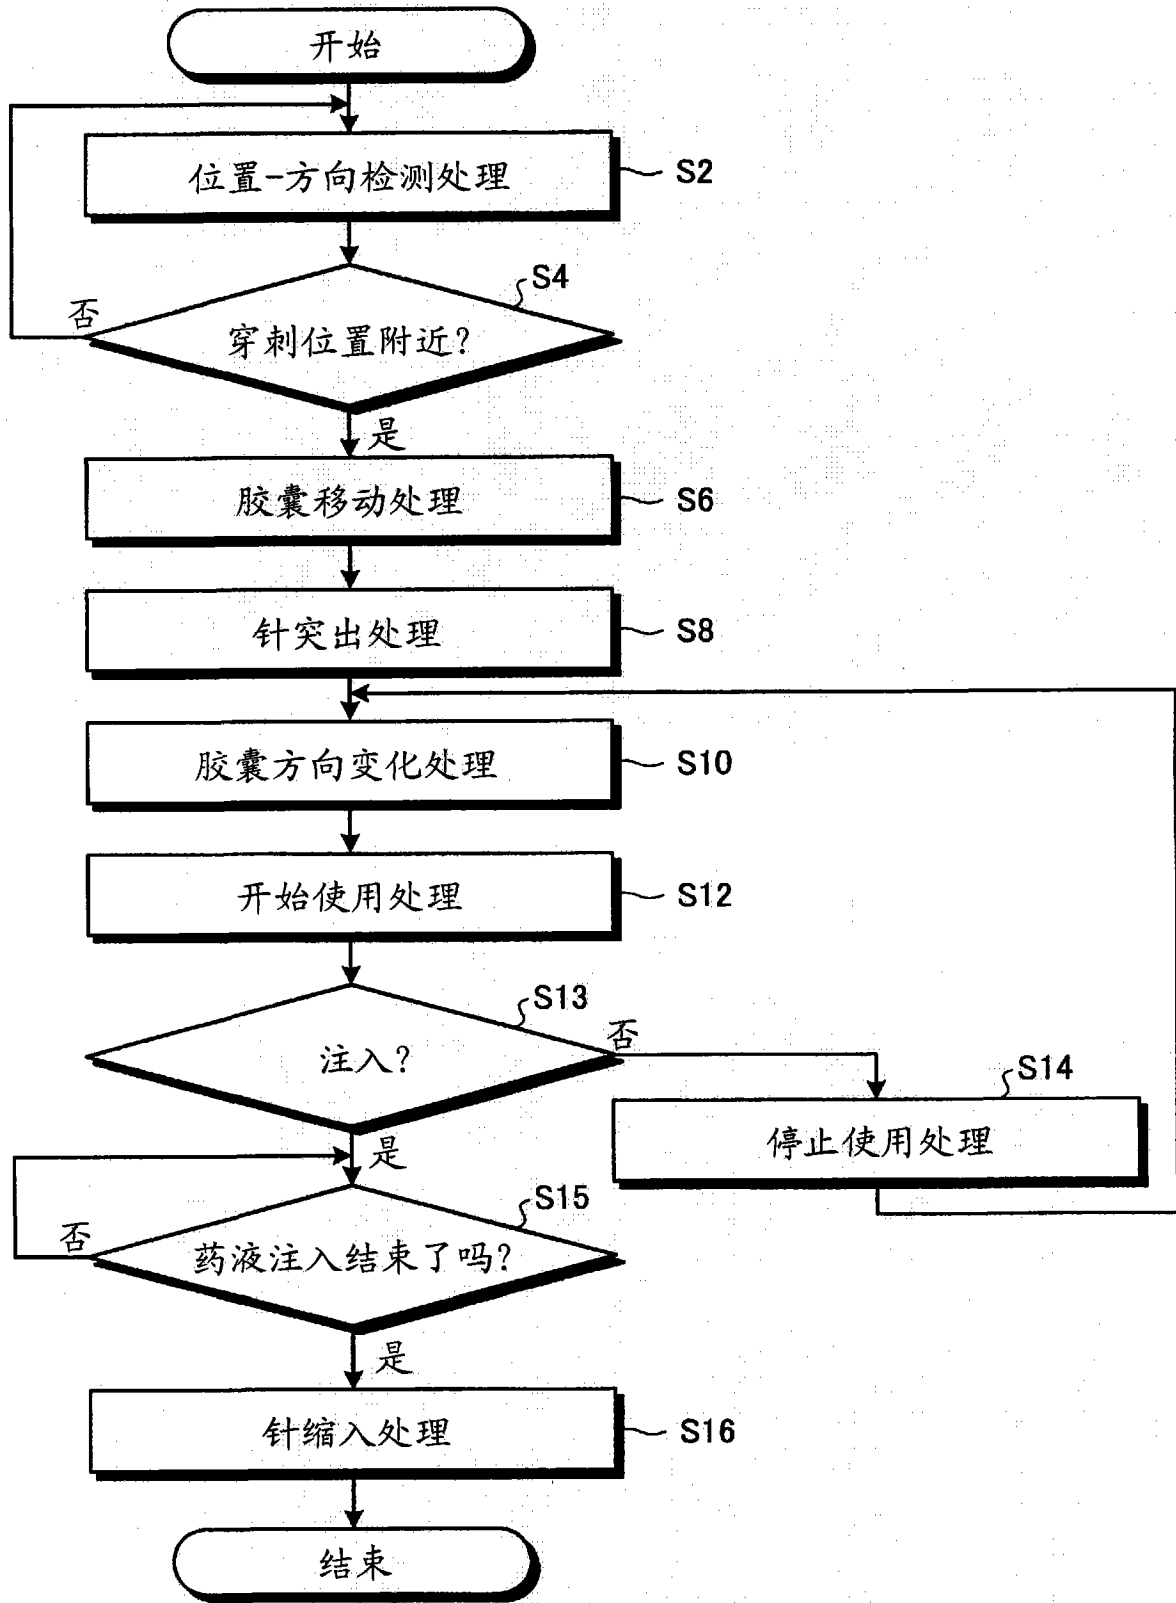 开始
位置-方向检测处理
S2
S4
否
穿刺位置附近?
是
胶囊移动处理
S6
针突出处理
S8
胶囊方向变化处理
S10
开始使用处理
S12
S13
注入?
否
S14
停止使用处理
是
S15
否
药液注入结束了吗?
是
针缩入处理
S16
结束